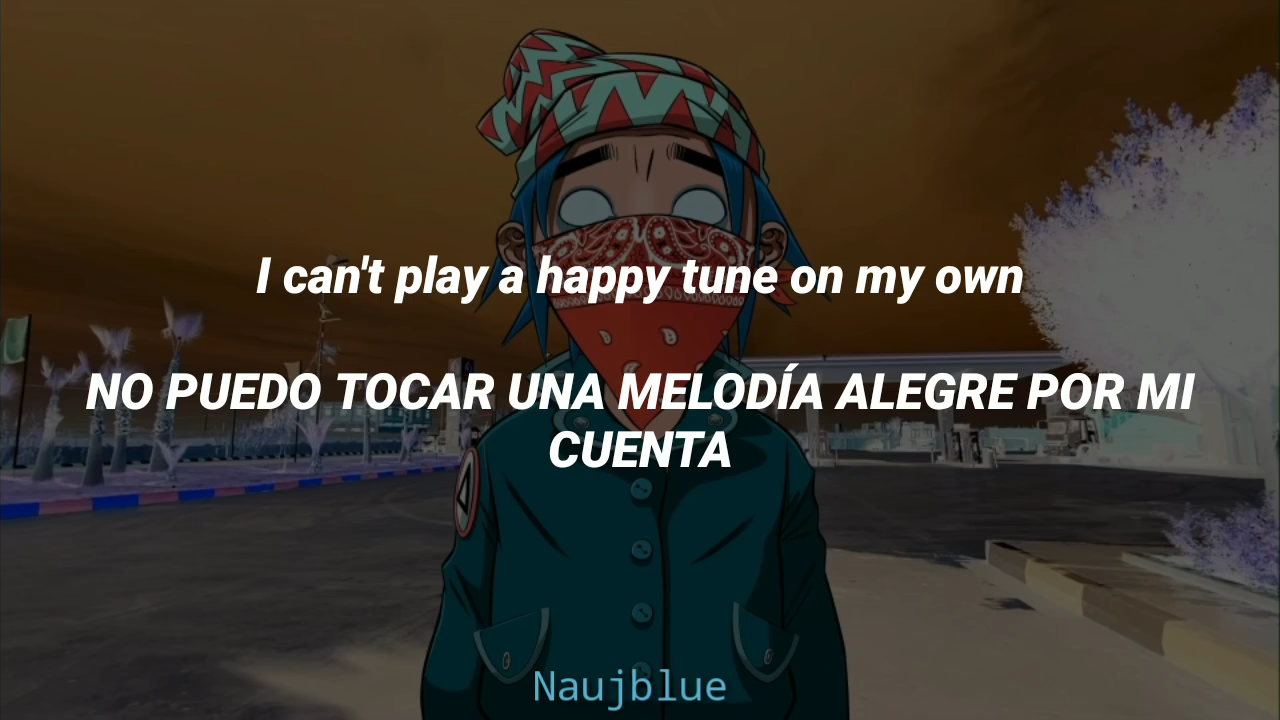 I can't play a happy tune on my own
NO PUEDO TOCAR UNA MELODÍA ALEGRE POR MI
CUENTA
Naujblue